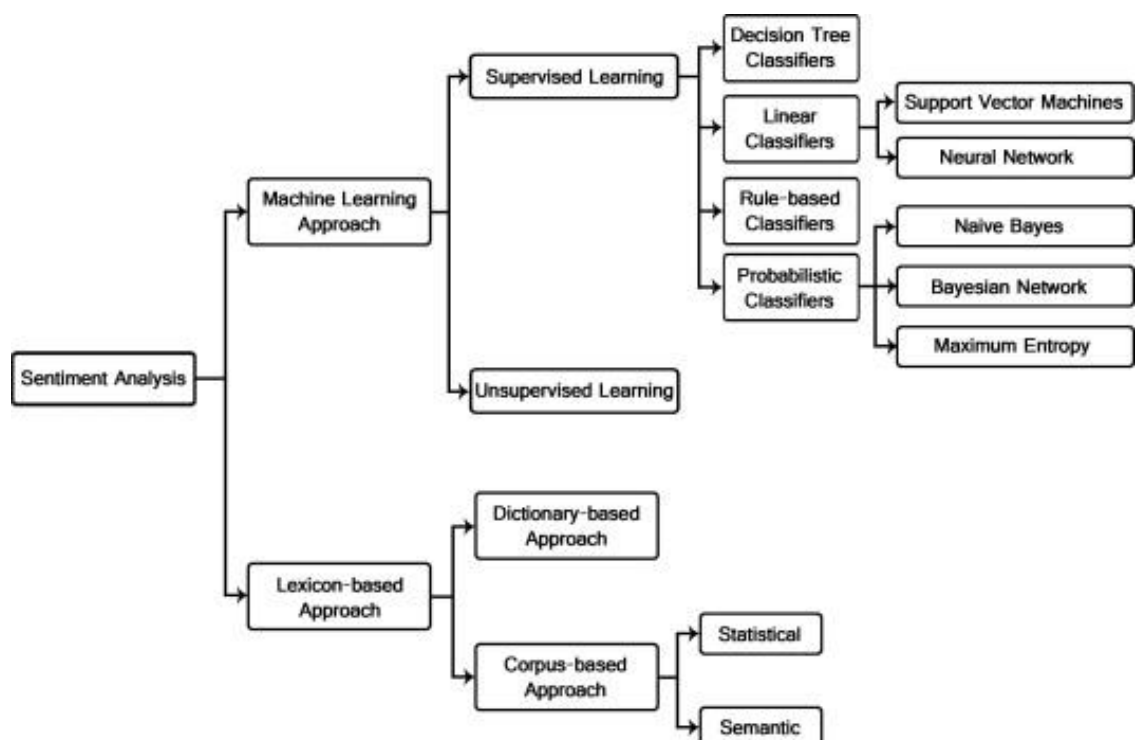 Decision Tree
Classifiers
Supervised Learning
Support Vector Machines
Linear
Classifiers
Neural Network
Machine Learning
Approach
Rule-based
Classifiers
Naive Bayes
Probabilistic
Classifiers
Bayesian Network
Maximum Entropy
Sentiment Analysis
Unsupervised Learning
Dictionary-based
Approach
Lexicon-based
Approach
Statistical
Corpus-based
Approach
Semantic